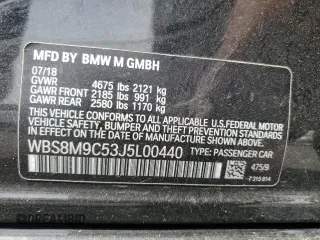 MFD BY BMW M GMBH
07/18
GVWR 4675 lbs 2121 kg
GAWR FRONT 2185 lbs 991 kg
GAWR REAR 2580 lbs 1170 kg
THIS VEHICLE CONFORMS TO ALL APPLICABLE U.S. FEDERAL MOTOR
VEHICLE SAFETY, BUMPER, AND THEFT PREVENTION
STANDARDS IN EFFECT ON THE DATE OF
MANUFACTURE SHOWN ABOVE.
WBS8M9C53J5L00440 TYPE: PASSENGER CAR
475/9
7315814